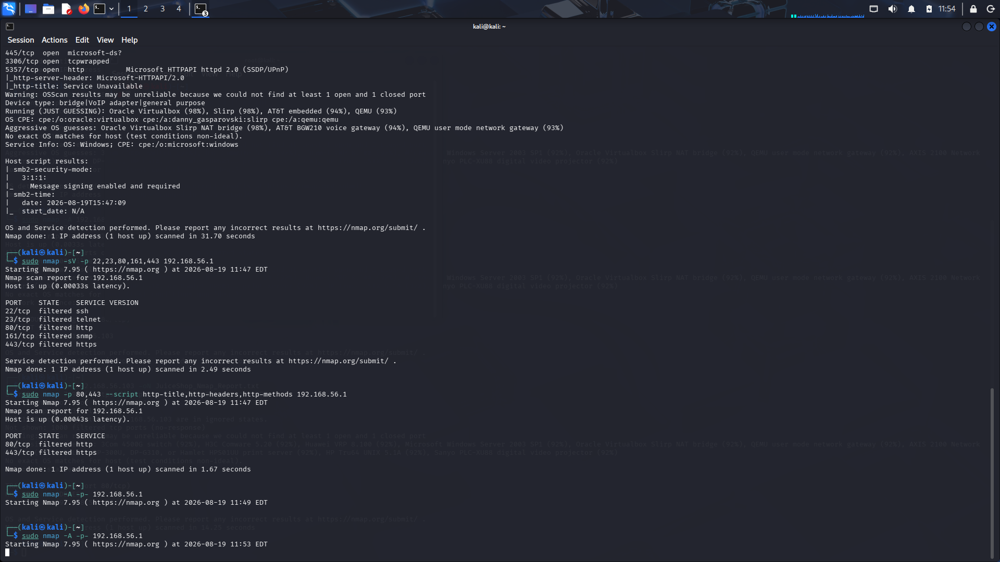 1 2 3 4 3 11:54
kali@kali: ~
Session Actions Edit View Help
445/tcp  open  microsoft-ds?
3306/tcp open  tcpwrapped
5357/tcp open  http          Microsoft HTTPAPI httpd 2.0 (SSDP/UPnP)
|_http-server-header: Microsoft-HTTPAPI/2.0
|_http-title: Service Unavailable
Warning: OSScan results may be unreliable because we could not find at least 1 open and 1 closed port
Device type: bridge|VoIP adapter|general purpose
Running (JUST GUESSING): Oracle Virtualbox (98%), Slirp (98%), AT&T embedded (94%), QEMU (93%)
OS CPE: cpe:/o:oracle:virtualbox cpe:/a:danny_gasparovski:slirp cpe:/a:qemu:qemu
Aggressive OS guesses: Oracle Virtualbox Slirp NAT bridge (98%), AT&T BGW210 voice gateway (94%), QEMU user mode network gateway (93%)
No exact OS matches for host (test conditions non-ideal).
Service Info: OS: Windows; CPE: cpe:/o:microsoft:windows
Host script results:
| smb2-security-mode:
|   3:1:1:
|_    Message signing enabled and required
| smb2-time:
|   date: 2026-08-19T15:47:09
|_  start_date: N/A
OS and Service detection performed. Please report any incorrect results at https://nmap.org/submit/ .
Nmap done: 1 IP address (1 host up) scanned in 31.70 seconds
┌──(kali㉿kali)-[~]
└─$ sudo nmap -sV -p 22,23,80,161,443 192.168.56.1
Starting Nmap 7.95 ( https://nmap.org ) at 2026-08-19 11:47 EDT
Nmap scan report for 192.168.56.1
Host is up (0.00033s latency).
PORT    STATE    SERVICE VERSION
22/tcp  filtered ssh
23/tcp  filtered telnet
80/tcp  filtered http
161/tcp filtered snmp
443/tcp filtered https
Service detection performed. Please report any incorrect results at https://nmap.org/submit/ .
Nmap done: 1 IP address (1 host up) scanned in 2.49 seconds
┌──(kali㉿kali)-[~]
└─$ sudo nmap -p 80,443 --script http-title,http-headers,http-methods 192.168.56.1
Starting Nmap 7.95 ( https://nmap.org ) at 2026-08-19 11:47 EDT
Nmap scan report for 192.168.56.1
Host is up (0.00043s latency).
PORT    STATE    SERVICE
80/tcp  filtered http
443/tcp filtered https
Nmap done: 1 IP address (1 host up) scanned in 1.67 seconds
┌──(kali㉿kali)-[~]
└─$ sudo nmap -A -p- 192.168.56.1
Starting Nmap 7.95 ( https://nmap.org ) at 2026-08-19 11:49 EDT
┌──(kali㉿kali)-[~]
└─$ sudo nmap -A -p- 192.168.56.1
Starting Nmap 7.95 ( https://nmap.org ) at 2026-08-19 11:53 EDT